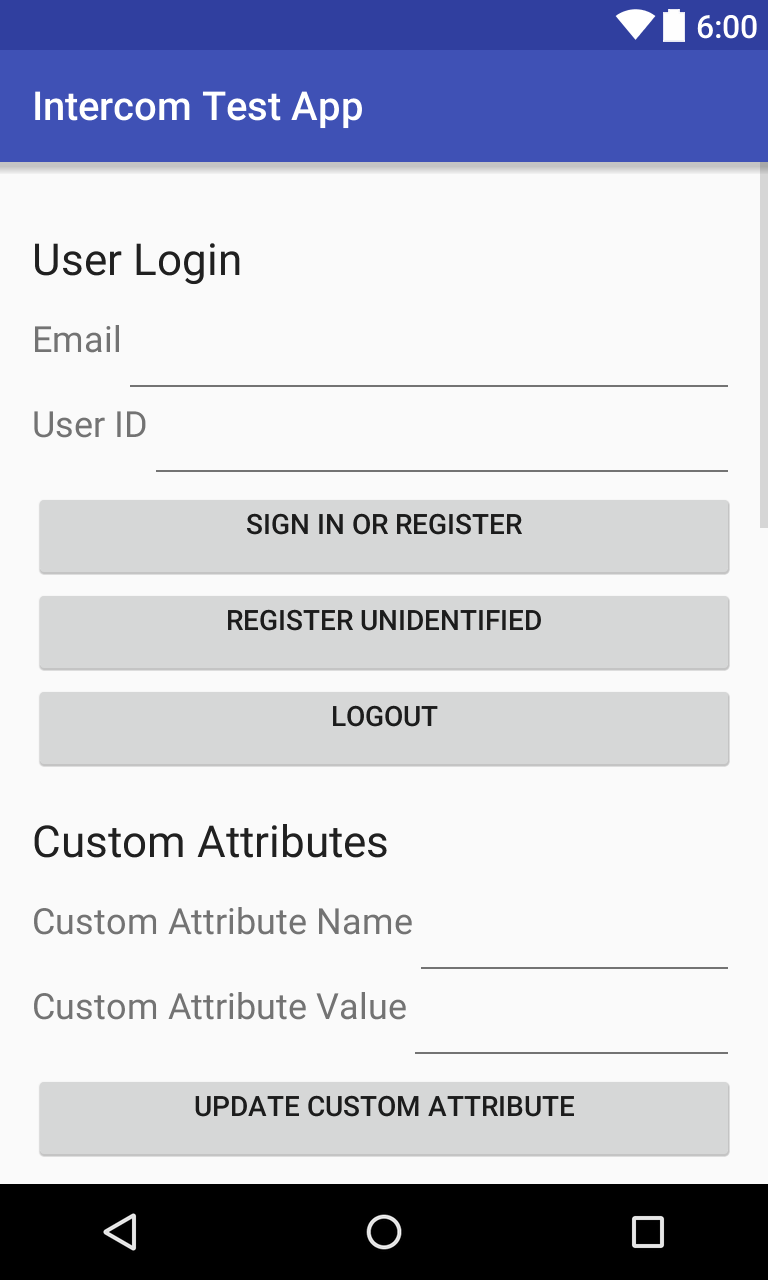 6:00
Intercom Test App
User Login
Email
User ID
SIGN IN OR REGISTER
REGISTER UNIDENTIFIED
LOGOUT
Custom Attributes
Custom Attribute Name
Custom Attribute Value
UPDATE CUSTOM ATTRIBUTE